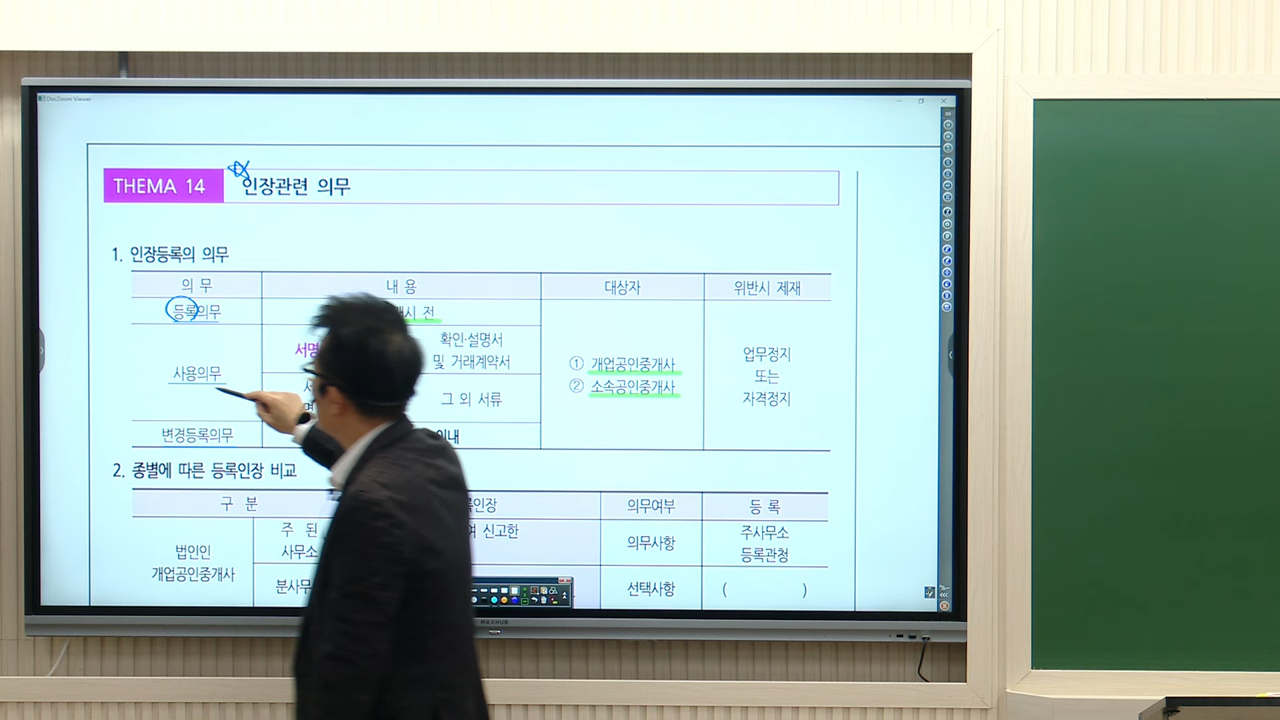 DocZoom Viewer
THEMA 14 인장관련 의무
1. 인장등록의 의무
의 무 내 용 대상자 위반시 제재
등록의무 시 전
확인·설명서
서명 및 거래계약서
사용의무
① 개업공인중개사
② 소속공인중개사
업무정지
또는
자격정지
그 외 서류
변경등록의무 이내
2. 종별에 따른 등록인장 비교
구 분 인장 의무여부 등 록
법인인
개업공인중개사
주 된
사무소
신고한
의무사항
주사무소
등록관청
분사무 선택사항 ( )
MAXHUB